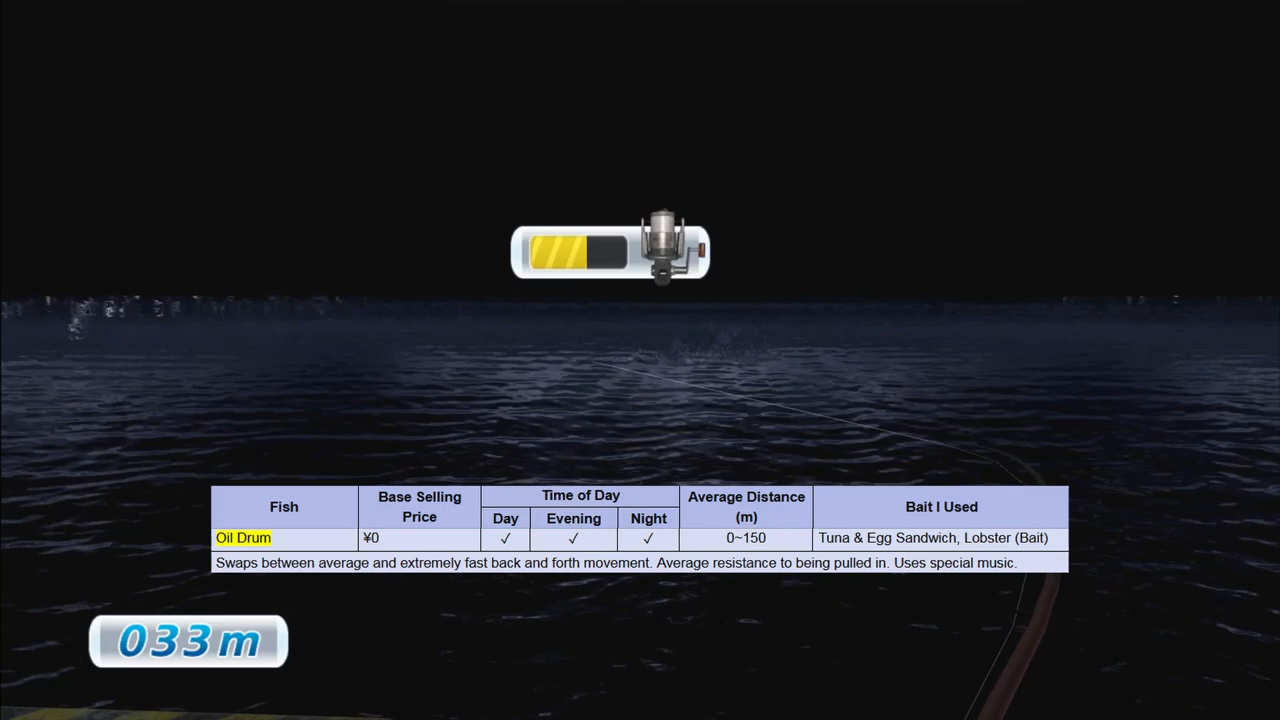 Fish
Base Selling Price
Time of Day
Average Distance (m)
Bait I Used
Day
Evening
Night
Oil Drum
¥0
✓
✓
✓
0~150
Tuna & Egg Sandwich, Lobster (Bait)
Swaps between average and extremely fast back and forth movement. Average resistance to being pulled in. Uses special music.
033m